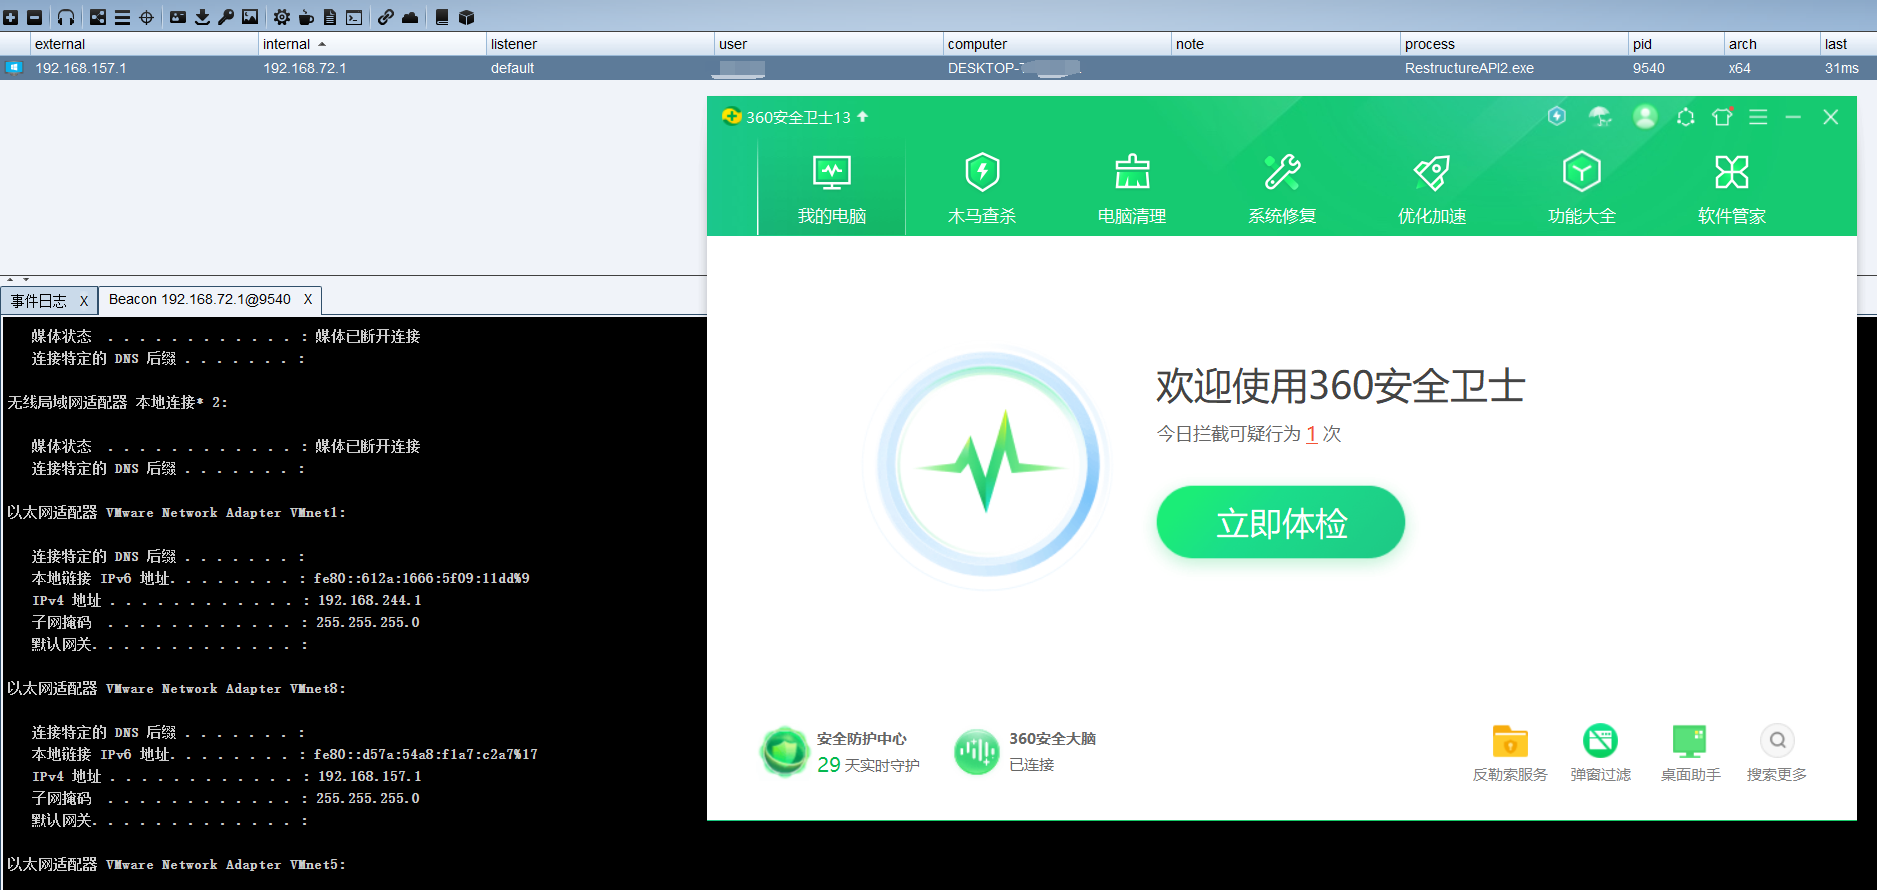 external internal listener user computer note process pid arch last
192.168.157.1 192.168.72.1 default DESKTOP- RestructureAPI2.exe 9540 x64 31ms
事件日志 X Beacon 192.168.72.1@9540 X
媒体状态 . . . . . . . . . . . . : 媒体已断开连接
连接特定的 DNS 后缀 . . . . . . . :
无线局域网适配器 本地连接* 2:
媒体状态 . . . . . . . . . . . . : 媒体已断开连接
连接特定的 DNS 后缀 . . . . . . . :
以太网适配器 VMware Network Adapter VMnet1:
连接特定的 DNS 后缀 . . . . . . . :
本地链接 IPv6 地址. . . . . . . . : fe80::612a:1666:5f09:11dd%9
IPv4 地址 . . . . . . . . . . . . : 192.168.244.1
子网掩码 . . . . . . . . . . . . : 255.255.255.0
默认网关. . . . . . . . . . . . . :
以太网适配器 VMware Network Adapter VMnet8:
连接特定的 DNS 后缀 . . . . . . . :
本地链接 IPv6 地址. . . . . . . . : fe80::d57a:54a8:f1a7:c2a7%17
IPv4 地址 . . . . . . . . . . . . : 192.168.157.1
子网掩码 . . . . . . . . . . . . : 255.255.255.0
默认网关. . . . . . . . . . . . . :
以太网适配器 VMware Network Adapter VMnet5:
360安全卫士13
我的电脑 木马查杀 电脑清理 系统修复 优化加速 功能大全 软件管家
欢迎使用360安全卫士
今日拦截可疑行为 1 次
立即体检
安全防护中心
29 天实时守护
360安全大脑
已连接
反勒索服务 弹窗过滤 桌面助手 搜索更多